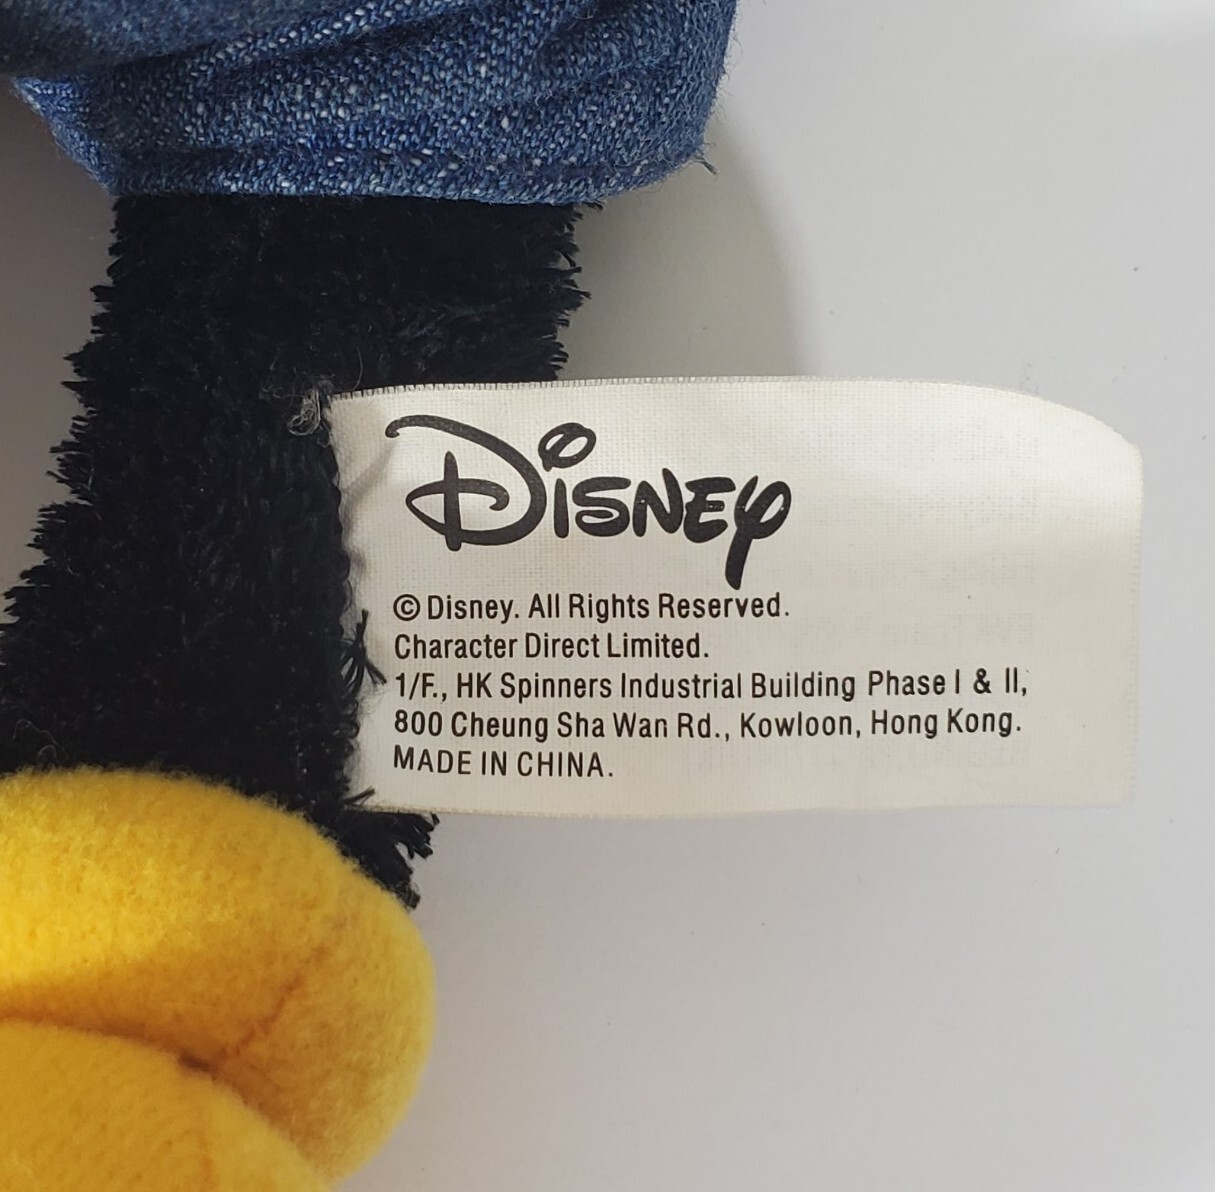 Disney
© Disney. All Rights Reserved.
Character Direct Limited.
1/F., HK Spinners Industrial Building Phase I & II,
800 Cheung Sha Wan Rd., Kowloon, Hong Kong.
MADE IN CHINA.